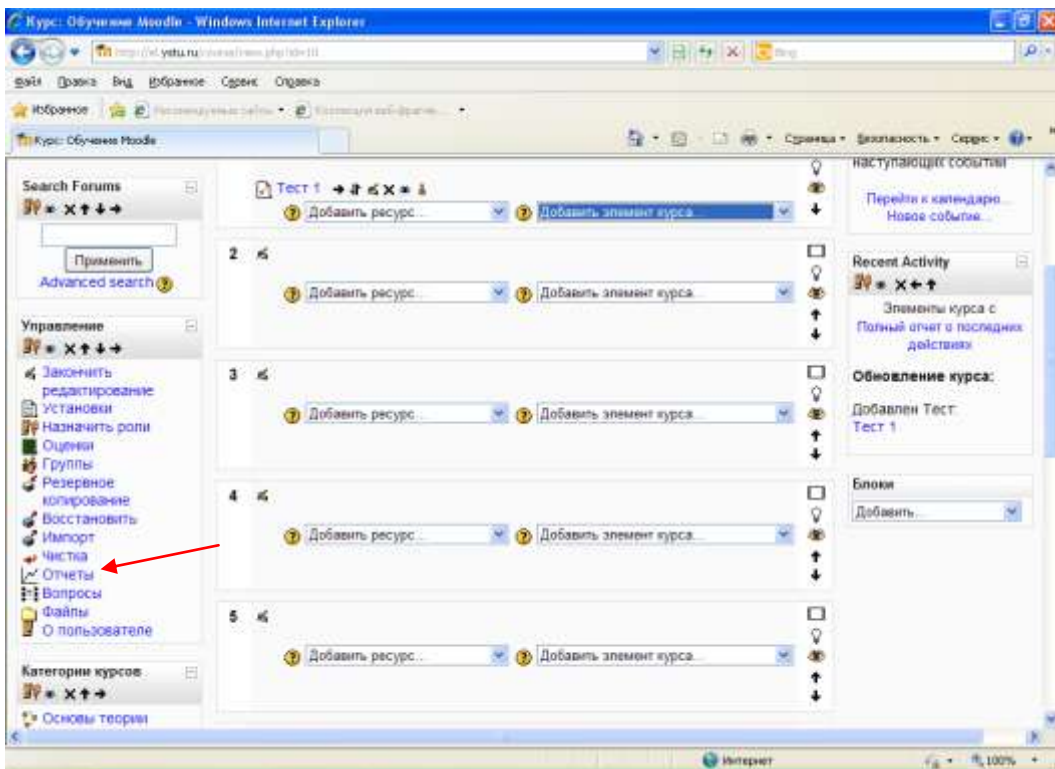 Курс: Обучение Moodle - Windows Internet Explorer
Bing
Файл Правка Вид Избранное Сервис Справка
Избранное
Курс: Обучение Moodle
Страница Безопасность Сервис
Search Forums
Применить
Advanced search
Управление
Закончить
редактирование
Установки
Назначить роли
Оценки
Группы
Резервное
копирование
Восстановить
Импорт
Чистка
Отчеты
Вопросы
Файлы
О пользователе
Категории курсов
Основы теории
Тест 1
Добавить ресурс... Добавить элемент курса...
2
Добавить ресурс... Добавить элемент курса...
3
Добавить ресурс... Добавить элемент курса...
4
Добавить ресурс... Добавить элемент курса...
5
Добавить ресурс... Добавить элемент курса...
наступающих событий
Перейти к календарю...
Новое событие...
Recent Activity
Элементы курса с
Полный отчет о последних
действиях
Обновление курса:
Добавлен Тест:
Тест 1
Блоки
Добавить...
Интернет
100%